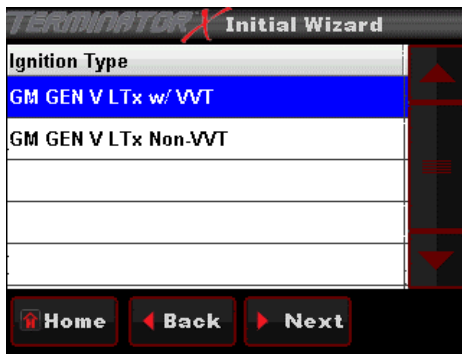 TERMINATOR X Initial Wizard
Ignition Type
GM GEN V LTx w/ VVT
GM GEN V LTx Non-VVT
Home Back Next